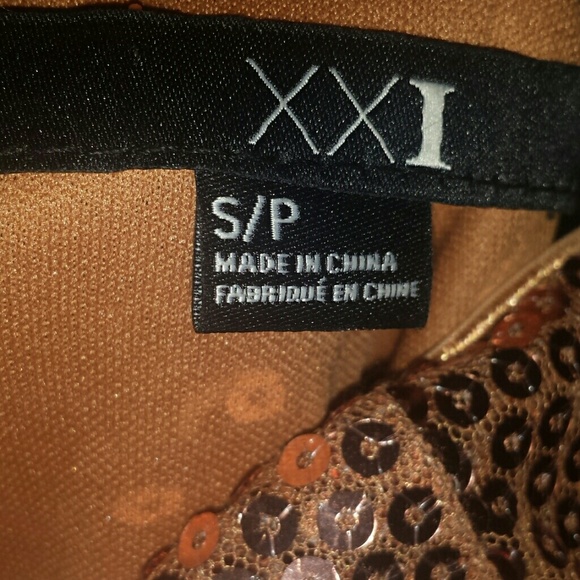 XXI
S/P
MADE IN CHINA
FABRIQUÉ EN CHINE